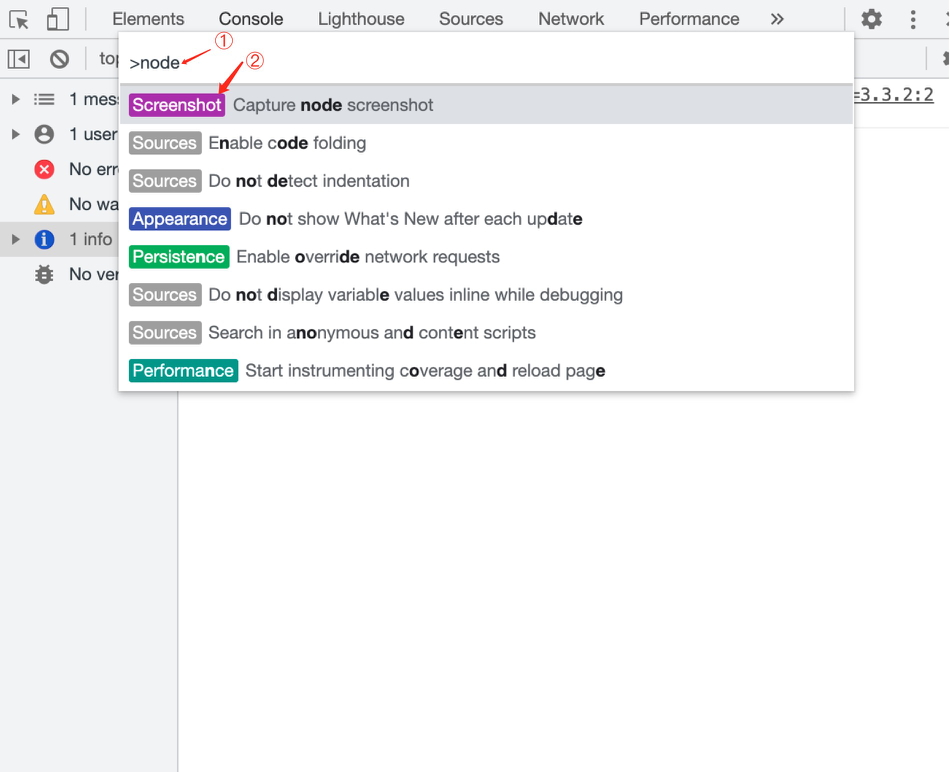 Elements Console Lighthouse Sources Network Performance
①
>node
②
top
Screenshot Capture node screenshot
1 mess
=3.3.2:2
Sources Enable code folding
1 user
Sources Do not detect indentation
No err
Appearance Do not show What's New after each update
No wa
Persistence Enable override network requests
1 info
No ver
Sources Do not display variable values inline while debugging
Sources Search in anonymous and content scripts
Performance Start instrumenting coverage and reload page